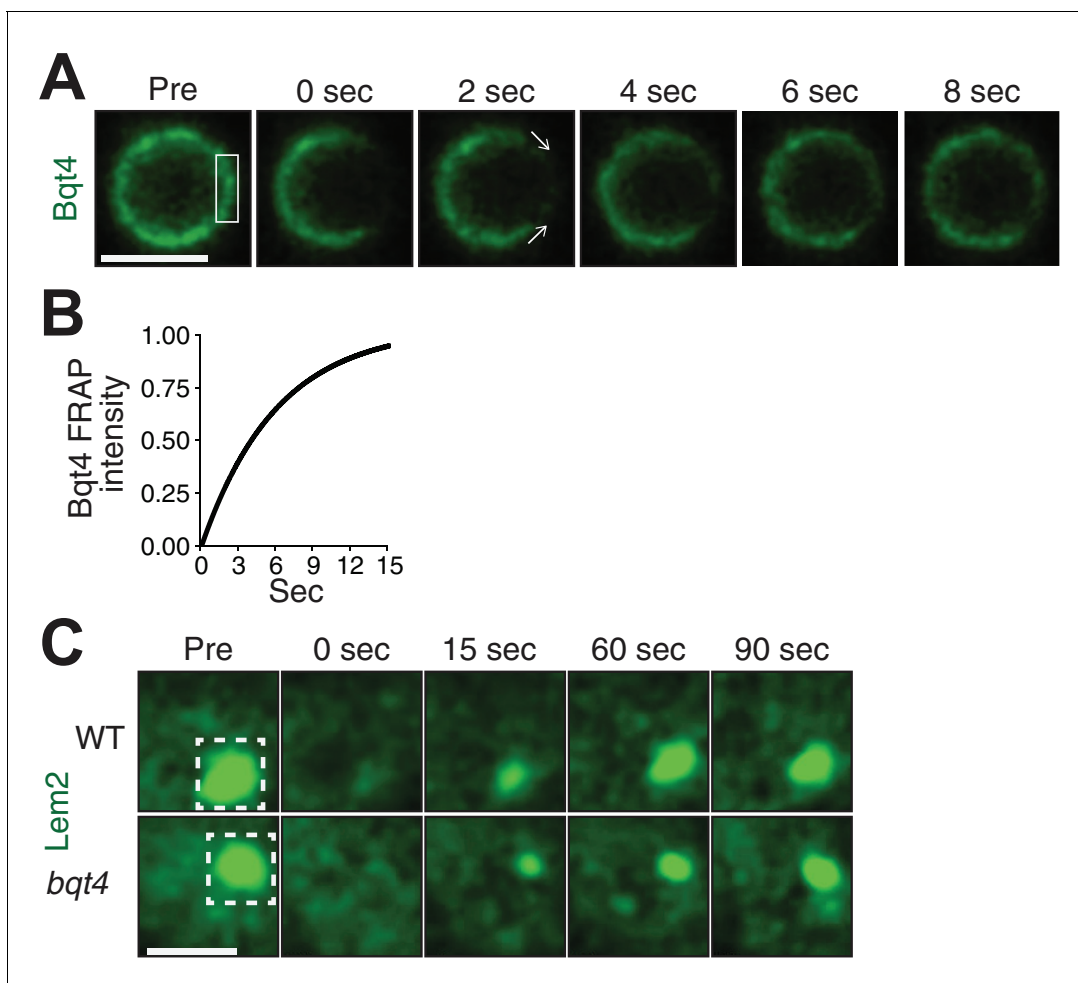 A
Pre 0 sec 2 sec 4 sec 6 sec 8 sec
Bqt4
B
Bqt4 FRAP
intensity
1.00
0.75
0.50
0.25
0.00
0 3 6 9 12 15
Sec
C
Pre 0 sec 15 sec 60 sec 90 sec
Lem2
WT
bqt4